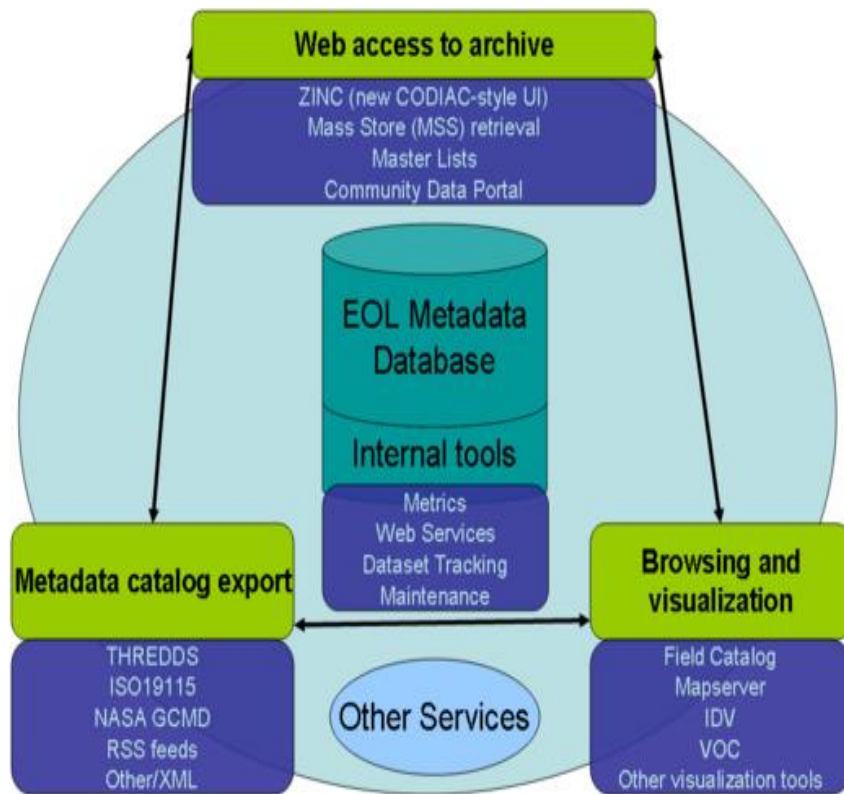 Web access to archive
ZINC (new CODIAC-style UI)
Mass Store (MSS) retrieval
Master Lists
Community Data Portal
EOL Metadata
Database
Internal tools
Metrics
Web Services
Dataset Tracking
Maintenance
Metadata catalog export
THREDDS
ISO19115
NASA GCMD
RSS feeds
Other/XML
Other Services
Browsing and
visualization
Field Catalog
Mapserver
IDV
VOC
Other visualization tools